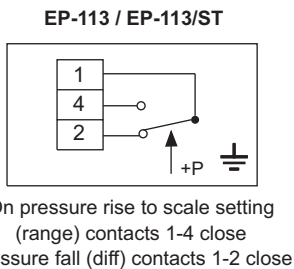 EP-113 / EP-113/ST
1
4
2
+P
On pressure rise to scale setting
(range) contacts 1-4 close
pressure fall (diff) contacts 1-2 close